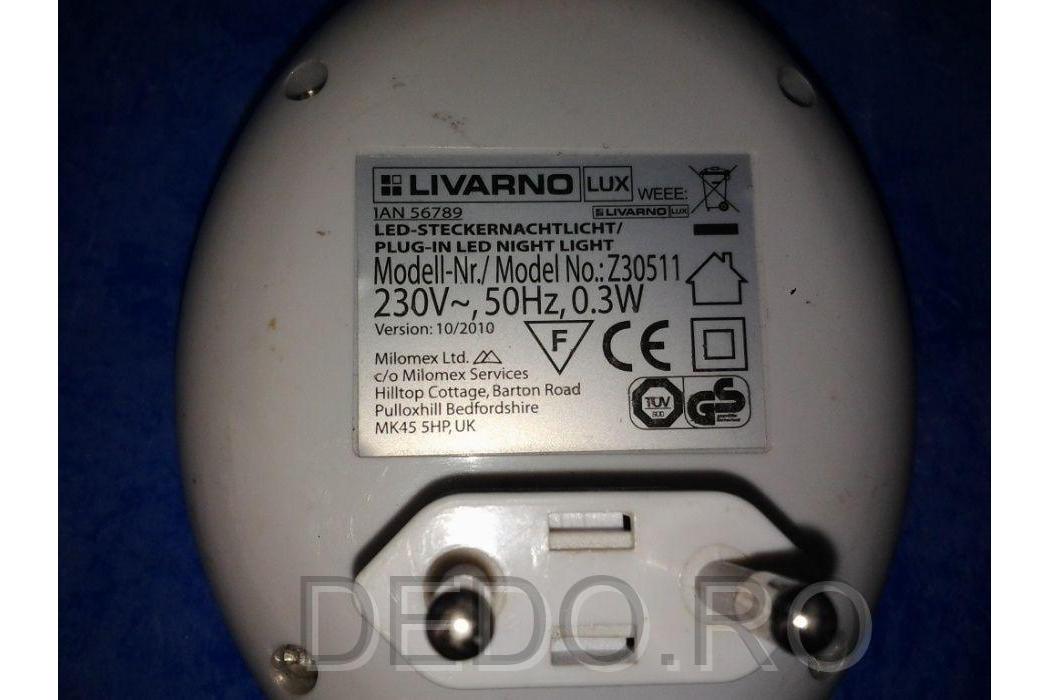 LIVARNO LUX WEEE:
IAN 56789 LIVARNO LUX
LED-STECKERNACHTLICHT/
PLUG-IN LED NIGHT LIGHT
Modell-Nr./ Model No.: Z30511
230V~, 50Hz, 0.3W
Version: 10/2010
F CE
Milomex Ltd.
c/o Milomex Services
Hilltop Cottage, Barton Road
Pulloxhill Bedfordshire
MK45 5HP, UK
TÜV SÜD GS
DEDO.RO